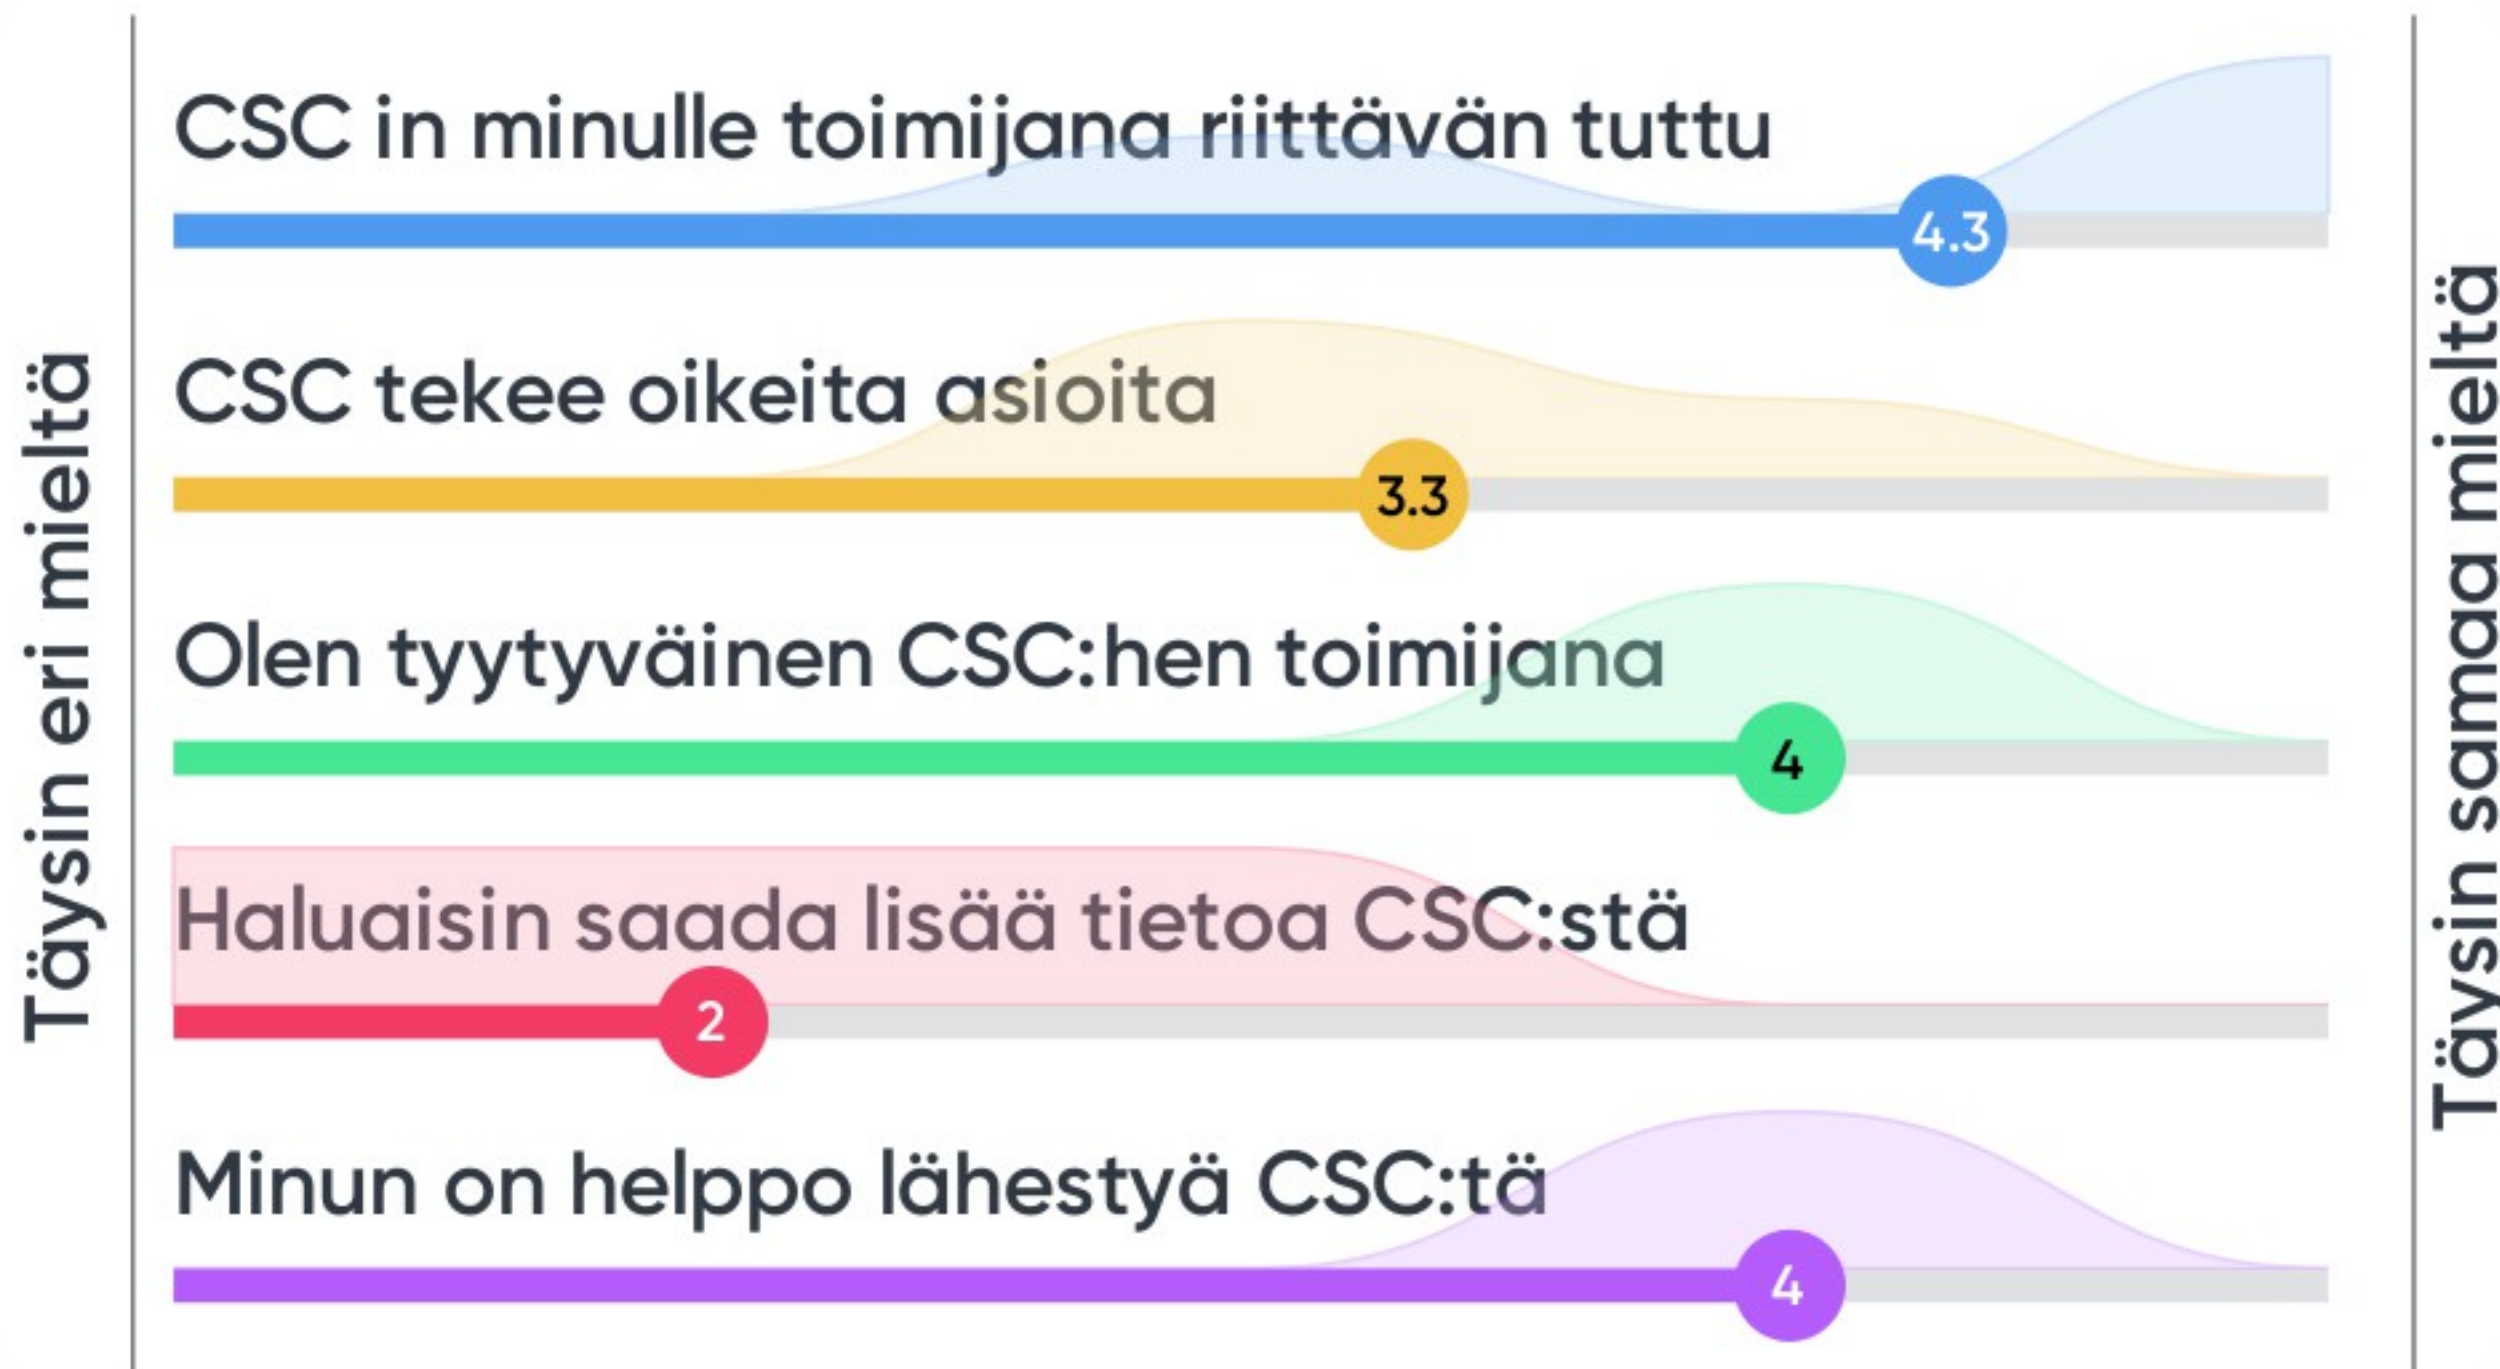 Täysin eri mieltä
CSC in minulle toimijana riittävän tuttu
4.3
CSC tekee oikeita asioita
3.3
Olen tyytyväinen CSC:hen toimijana
4
Haluaisin saada lisää tietoa CSC:stä
2
Minun on helppo lähestyä CSC:tä
4
Täysin samaa mieltä